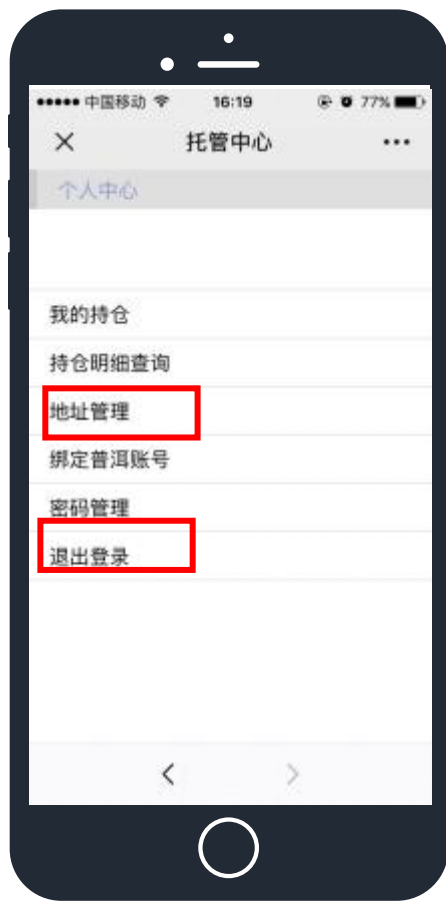 中国移动 16:19 77%
托管中心
个人中心
我的持仓
持仓明细查询
地址管理
绑定普洱账号
密码管理
退出登录